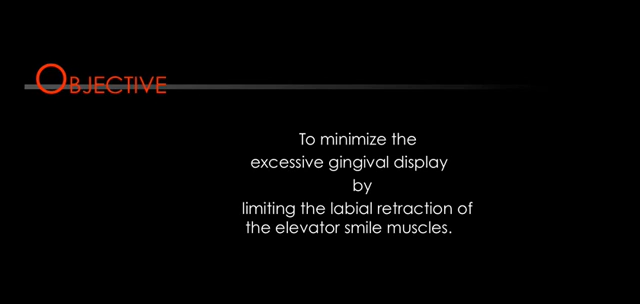 OBJECTIVE
To minimize the
excessive gingival display
by
limiting the labial retraction of
the elevator smile muscles.